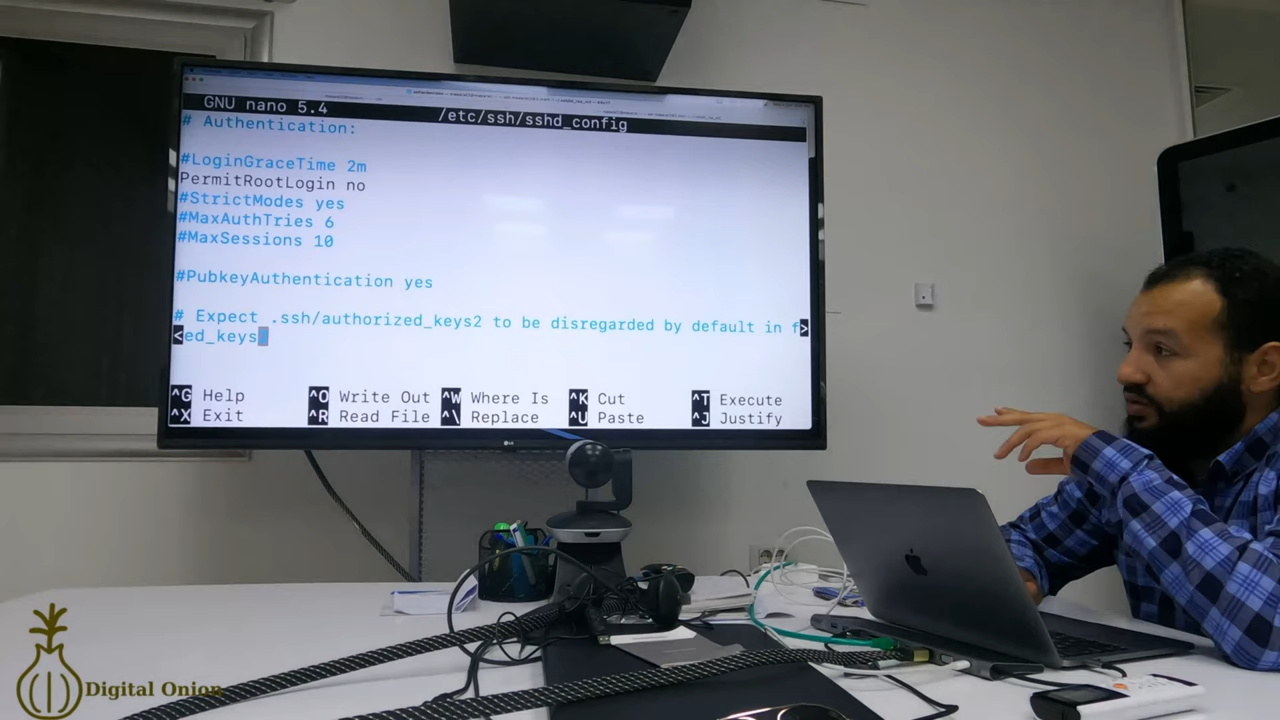 GNU nano 5.4 /etc/ssh/sshd_config
# Authentication:
#LoginGraceTime 2m
PermitRootLogin no
#StrictModes yes
#MaxAuthTries 6
#MaxSessions 10
#PubkeyAuthentication yes
# Expect .ssh/authorized_keys2 to be disregarded by default in f>
<ed_keys
^G Help ^O Write Out ^W Where Is ^K Cut ^T Execute
^X Exit ^R Read File ^\ Replace ^U Paste ^J Justify
LG
Digital Onion